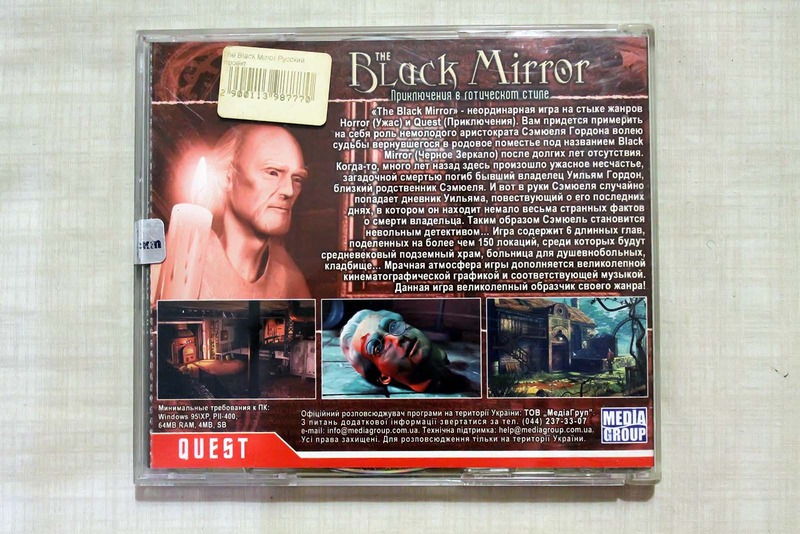 The Black Mirror Русский
проект
2 900113 987770
THE
Black Mirror
Приключения в готическом стиле
«The Black Mirror» - неординарная игра на стыке жанров
Horror (Ужас) и Quest (Приключения). Вам придется примерить
на себя роль немолодого аристократа Сэмюеля Гордона волею
судьбы вернувшегося в родовое поместье под названием Black
Mirror (Черное Зеркало) после долгих лет отсутствия.
Когда-то, много лет назад здесь произошло ужасное несчастье,
загадочной смертью погиб бывший владелец Уильям Гордон,
близкий родственник Сэмюеля. И вот в руки Сэмюеля случайно
попадает дневник Уильяма, повествующий о его последних
днях, в котором он находит немало весьма странных фактов
о смерти владельца. Таким образом Сэмюель становится
невольным детективом... Игра содержит 6 длинных глав,
поделенных на более чем 150 локаций, среди которых будут
средневековый подземный храм, больница для душевнобольных,
кладбище... Мрачная атмосфера игры дополняется великолепной
кинематографической графикой и соответствующей музыкой.
Данная игра великолепный образчик своего жанра!
Минимальные требования к ПК:
Windows 95\XP, PII-400,
64MB RAM, 4MB, SB
Офіційний розповсюджувач програми на території України: ТОВ „МедіаГруп".
З питань додаткової інформації звертатися за тел. (044) 237-33-07
e-mail: info@mediagroup.com.ua. Технічна підтримка: help@mediagroup.com.ua.
Усі права захищені. Для розповсюдження тільки на території України.
MEDIA
GROUP
QUEST